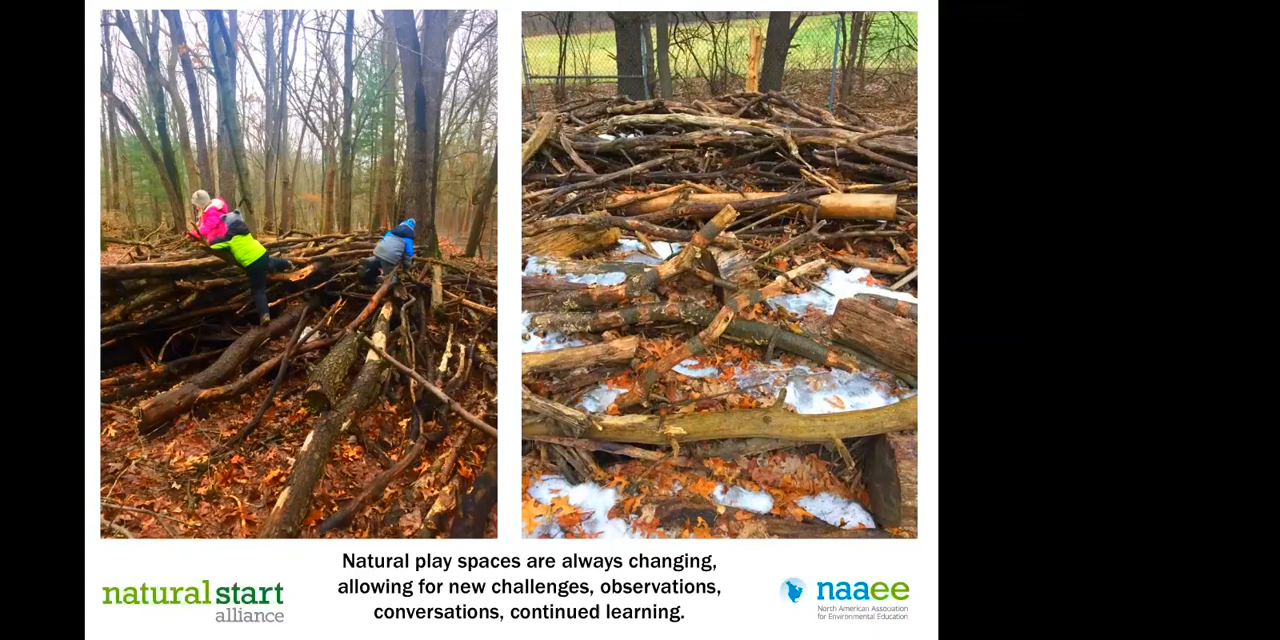 Natural play spaces are always changing,
allowing for new challenges, observations,
conversations, continued learning.
natural start
alliance
naaee
North American Association
for Environmental Education